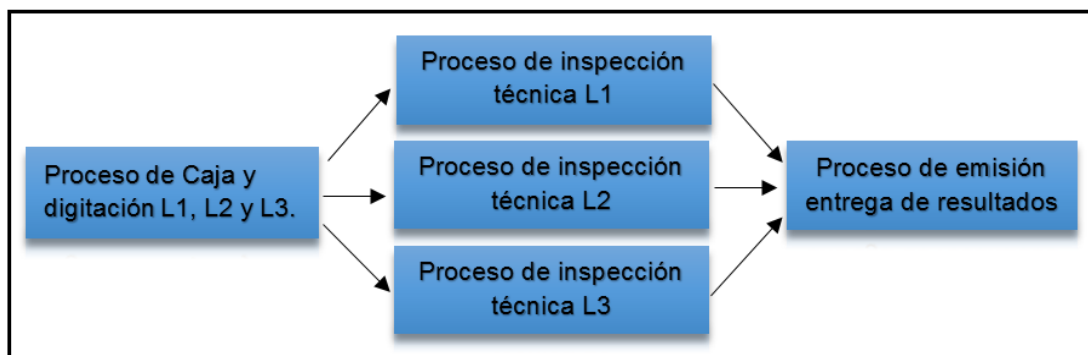 Proceso de Caja y
digitación L1, L2 y L3.
Proceso de inspección
técnica L1
Proceso de inspección
técnica L2
Proceso de inspección
técnica L3
Proceso de emisión
entrega de resultados